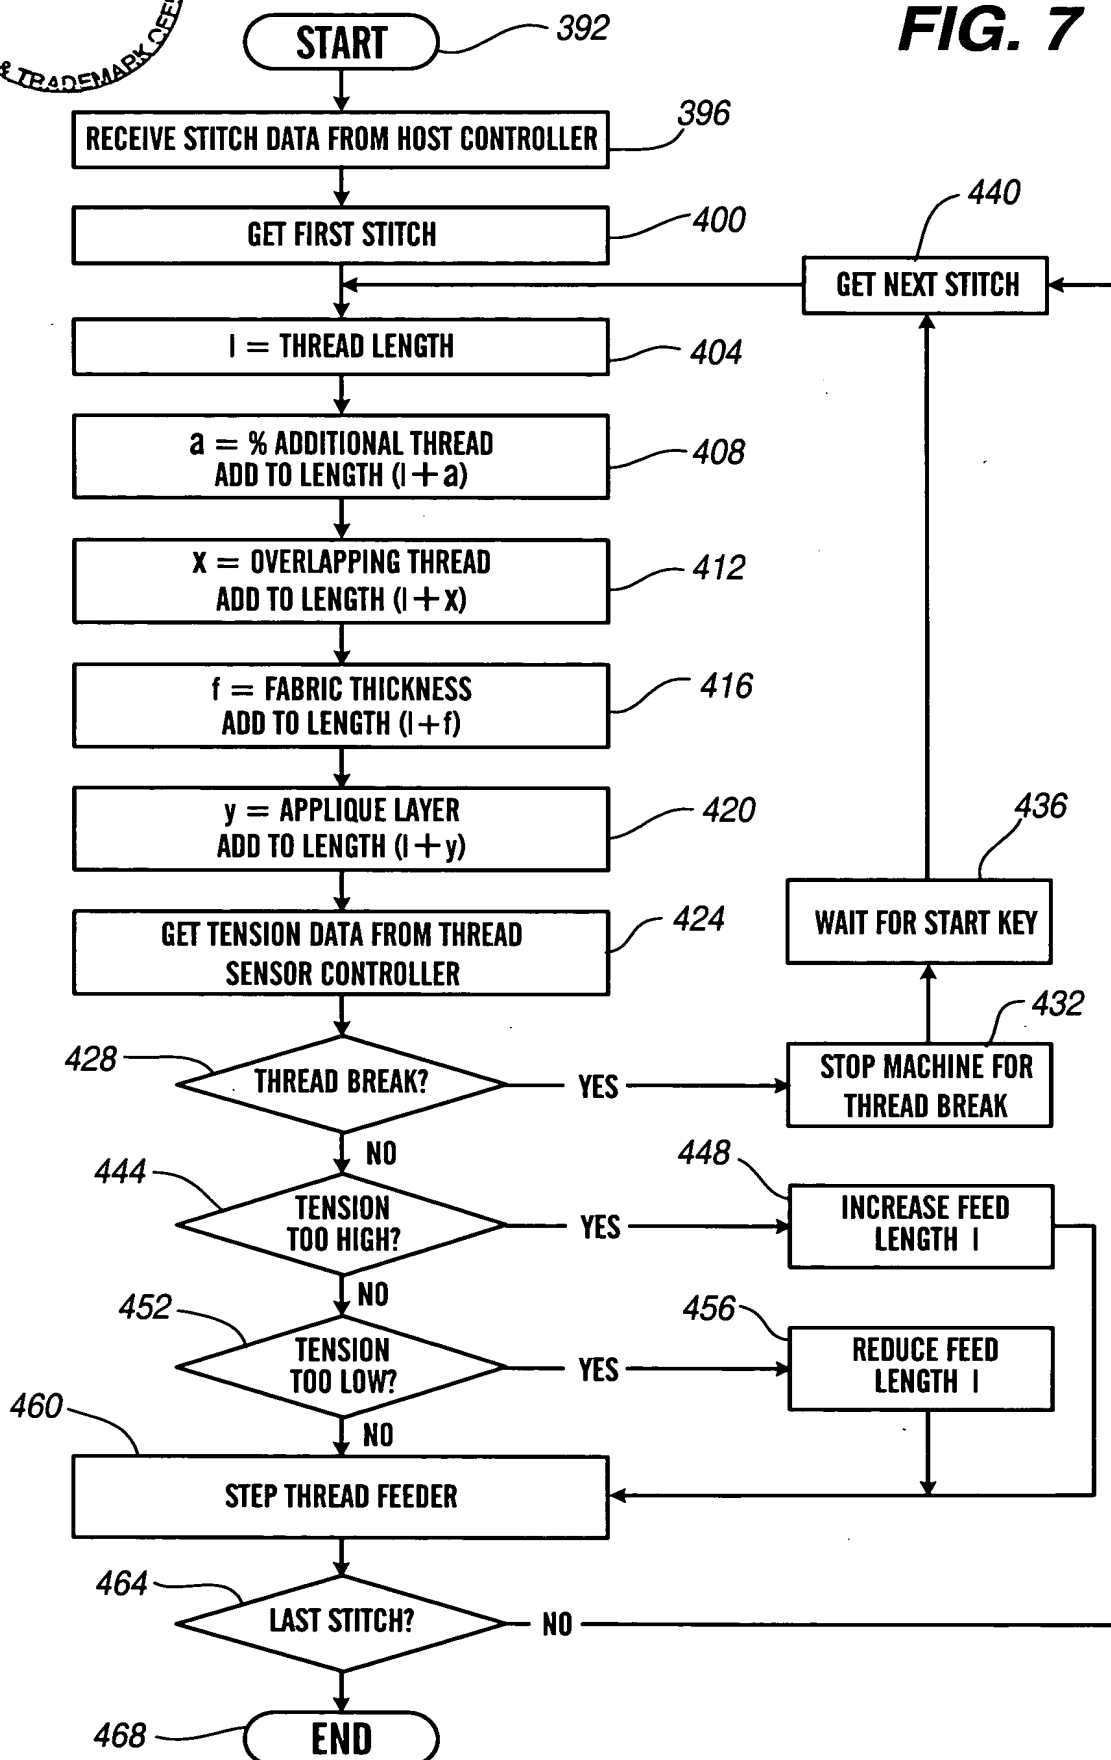 FIG. 7
START
392
& TRADEMARK OFFICE
RECEIVE STITCH DATA FROM HOST CONTROLLER
396
GET FIRST STITCH
400
440
GET NEXT STITCH
l = THREAD LENGTH
404
a = % ADDITIONAL THREAD
ADD TO LENGTH (l + a)
408
x = OVERLAPPING THREAD
ADD TO LENGTH (l + x)
412
f = FABRIC THICKNESS
ADD TO LENGTH (l + f)
416
y = APPLIQUE LAYER
ADD TO LENGTH (l + y)
420
436
WAIT FOR START KEY
GET TENSION DATA FROM THREAD
SENSOR CONTROLLER
424
432
STOP MACHINE FOR
THREAD BREAK
428
THREAD BREAK?
YES
NO
444
TENSION
TOO HIGH?
YES
448
INCREASE FEED
LENGTH l
NO
452
TENSION
TOO LOW?
YES
456
REDUCE FEED
LENGTH l
NO
460
STEP THREAD FEEDER
464
LAST STITCH?
NO
468
END